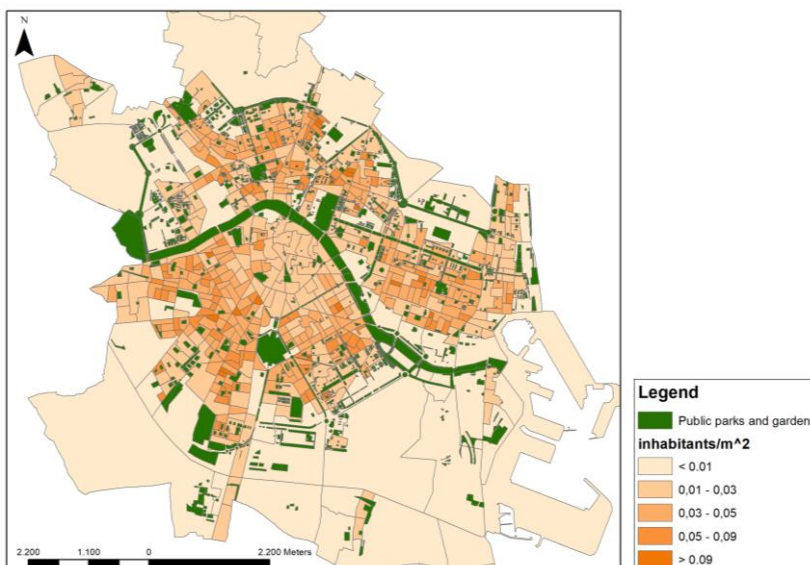 N
Legend
Public parks and garden
inhabitants/m^2
< 0.01
0,01 - 0,03
0,03 - 0,05
0,05 - 0,09
> 0.09
2.200 1.100 0 2.200 Meters